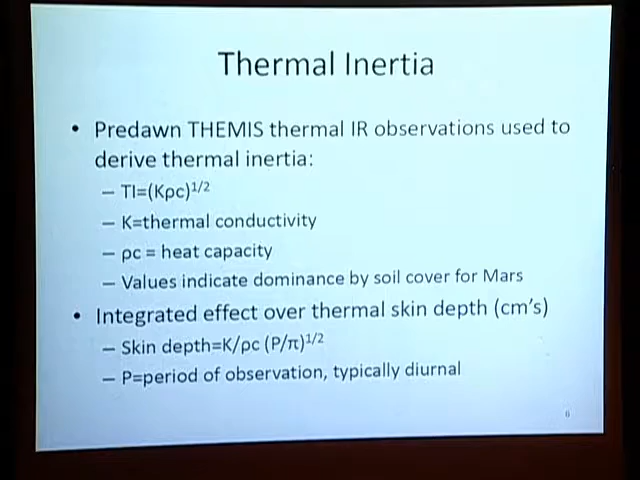 Thermal Inertia
• Predawn THEMIS thermal IR observations used to
derive thermal inertia:
– TI=(Kρc)^1/2
– K=thermal conductivity
– ρc = heat capacity
– Values indicate dominance by soil cover for Mars
• Integrated effect over thermal skin depth (cm's)
– Skin depth=K/ρc (P/π)^1/2
– P=period of observation, typically diurnal
6